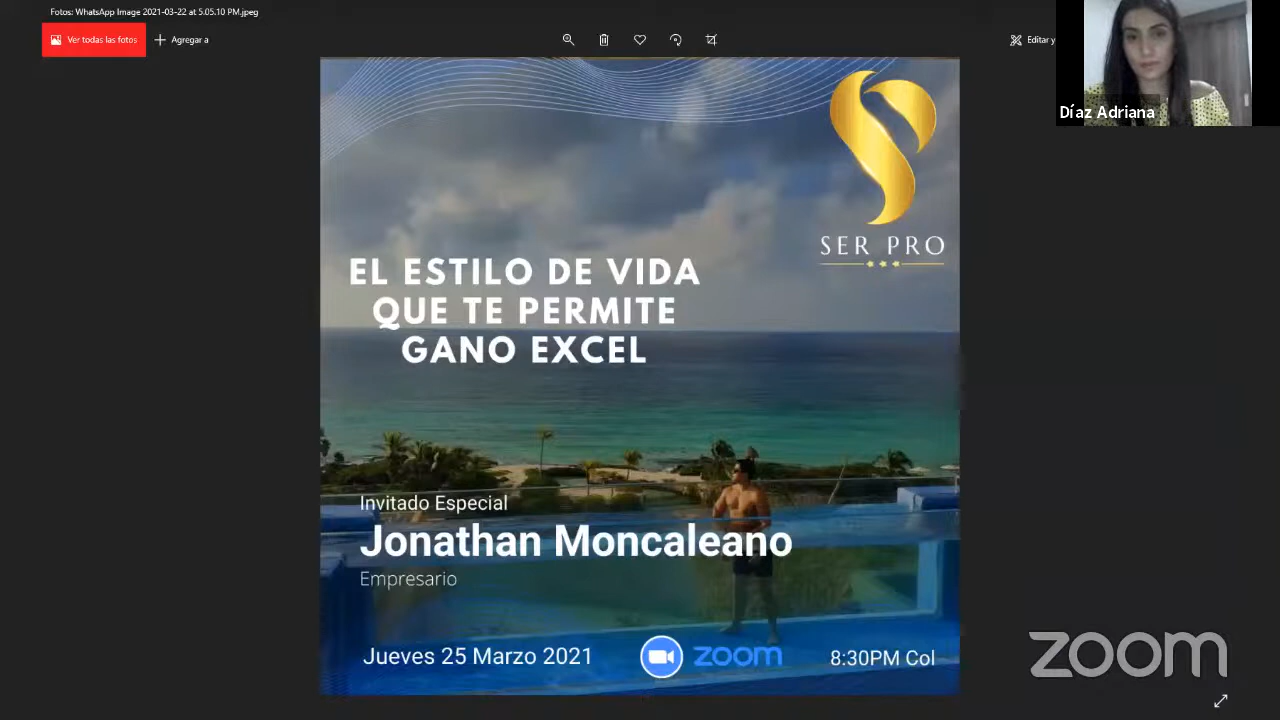 Fotos: WhatsApp Image 2021-03-22 at 5.05.10 PM.jpeg
Ver todas las fotos
Agregar a
Editar y
Díaz Adriana
SER PRO
EL ESTILO DE VIDA
QUE TE PERMITE
GANO EXCEL
Invitado Especial
Jonathan Moncaleano
Empresario
Jueves 25 Marzo 2021
zoom
8:30PM Col
zoom